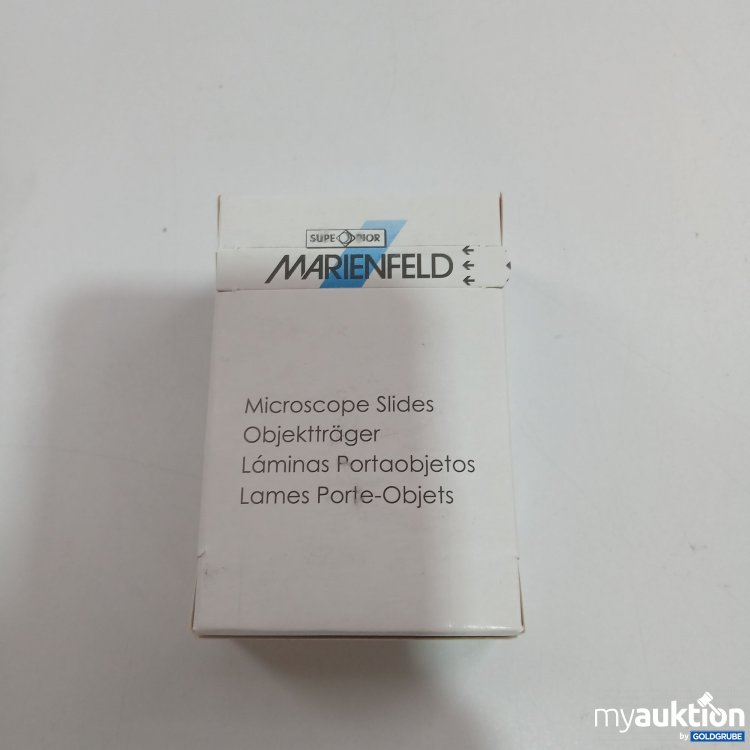 SUPERIOR
MARIENFELD
Microscope Slides
Objektträger
Láminas Portaobjetos
Lames Porte-Objets
myauktion
by GOLDGRUBE